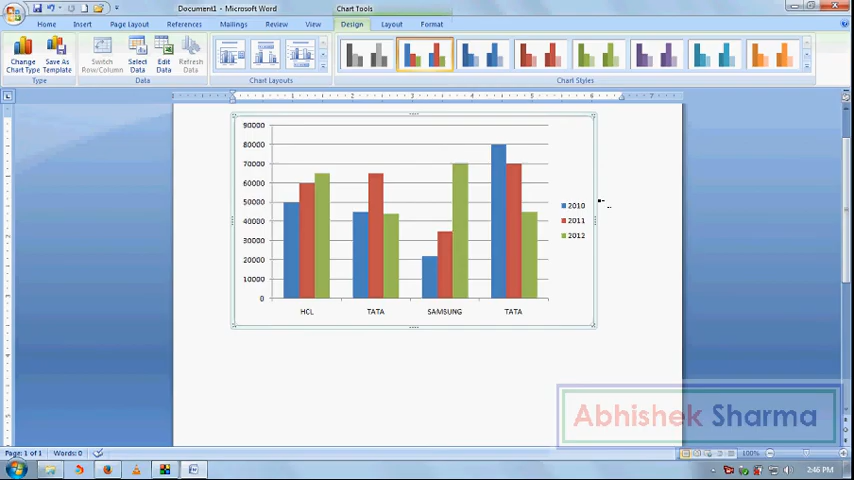 Document1 - Microsoft Word
Chart Tools
Home Insert Page Layout References Mailings Review View Design Layout Format
Change Chart Type
Save As Template
Switch Row/Column
Select Data
Edit Data
Refresh Data
Type
Data
Chart Layouts
Chart Styles
90000
80000
70000
60000
50000
40000
30000
20000
10000
0
HCL TATA SAMSUNG TATA
2010
2011
2012
Abhishek Sharma
Page: 1 of 1 Words: 0
100%
2:46 PM